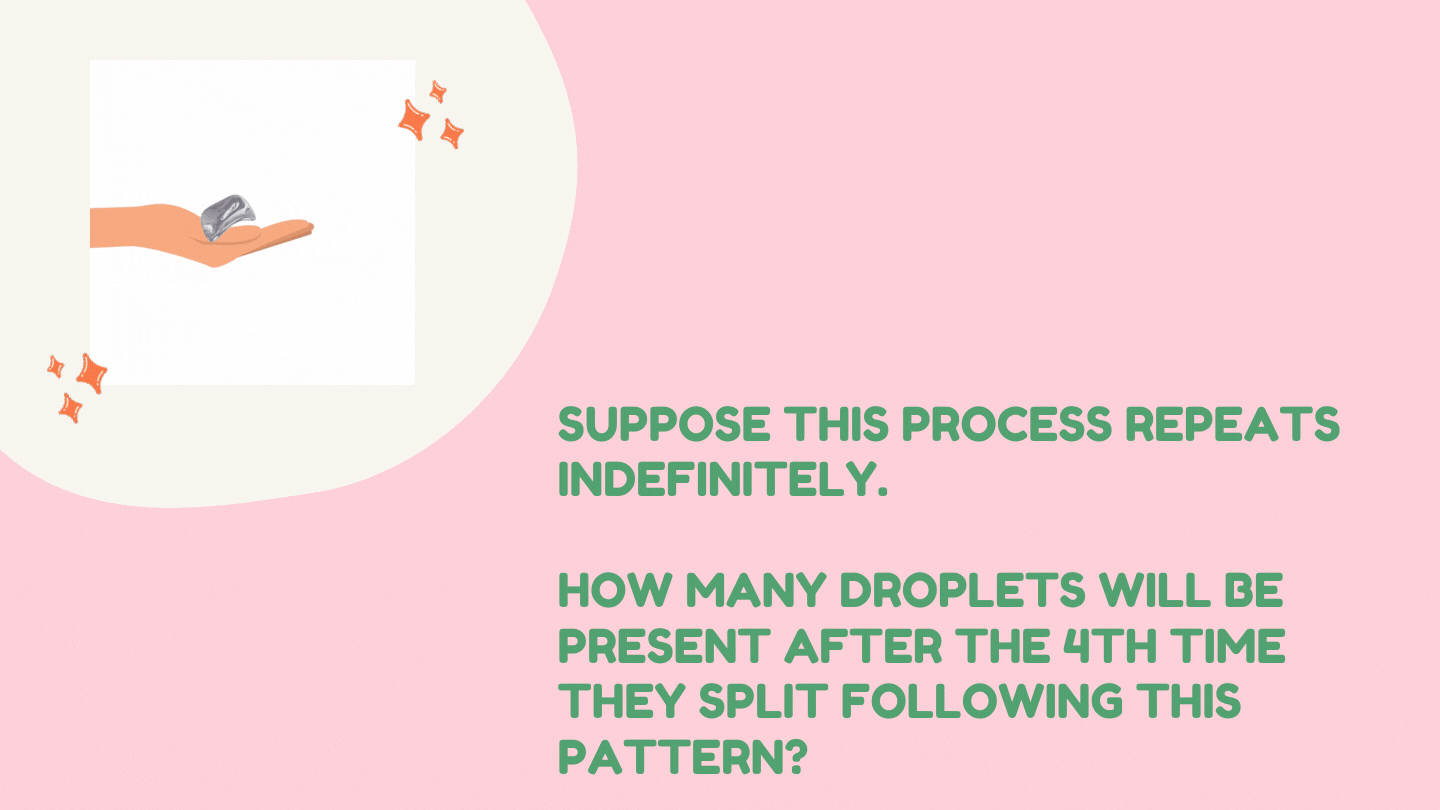 SUPPOSE THIS PROCESS REPEATS
INDEFINITELY.
HOW MANY DROPLETS WILL BE
PRESENT AFTER THE 4TH TIME
THEY SPLIT FOLLOWING THIS
PATTERN?